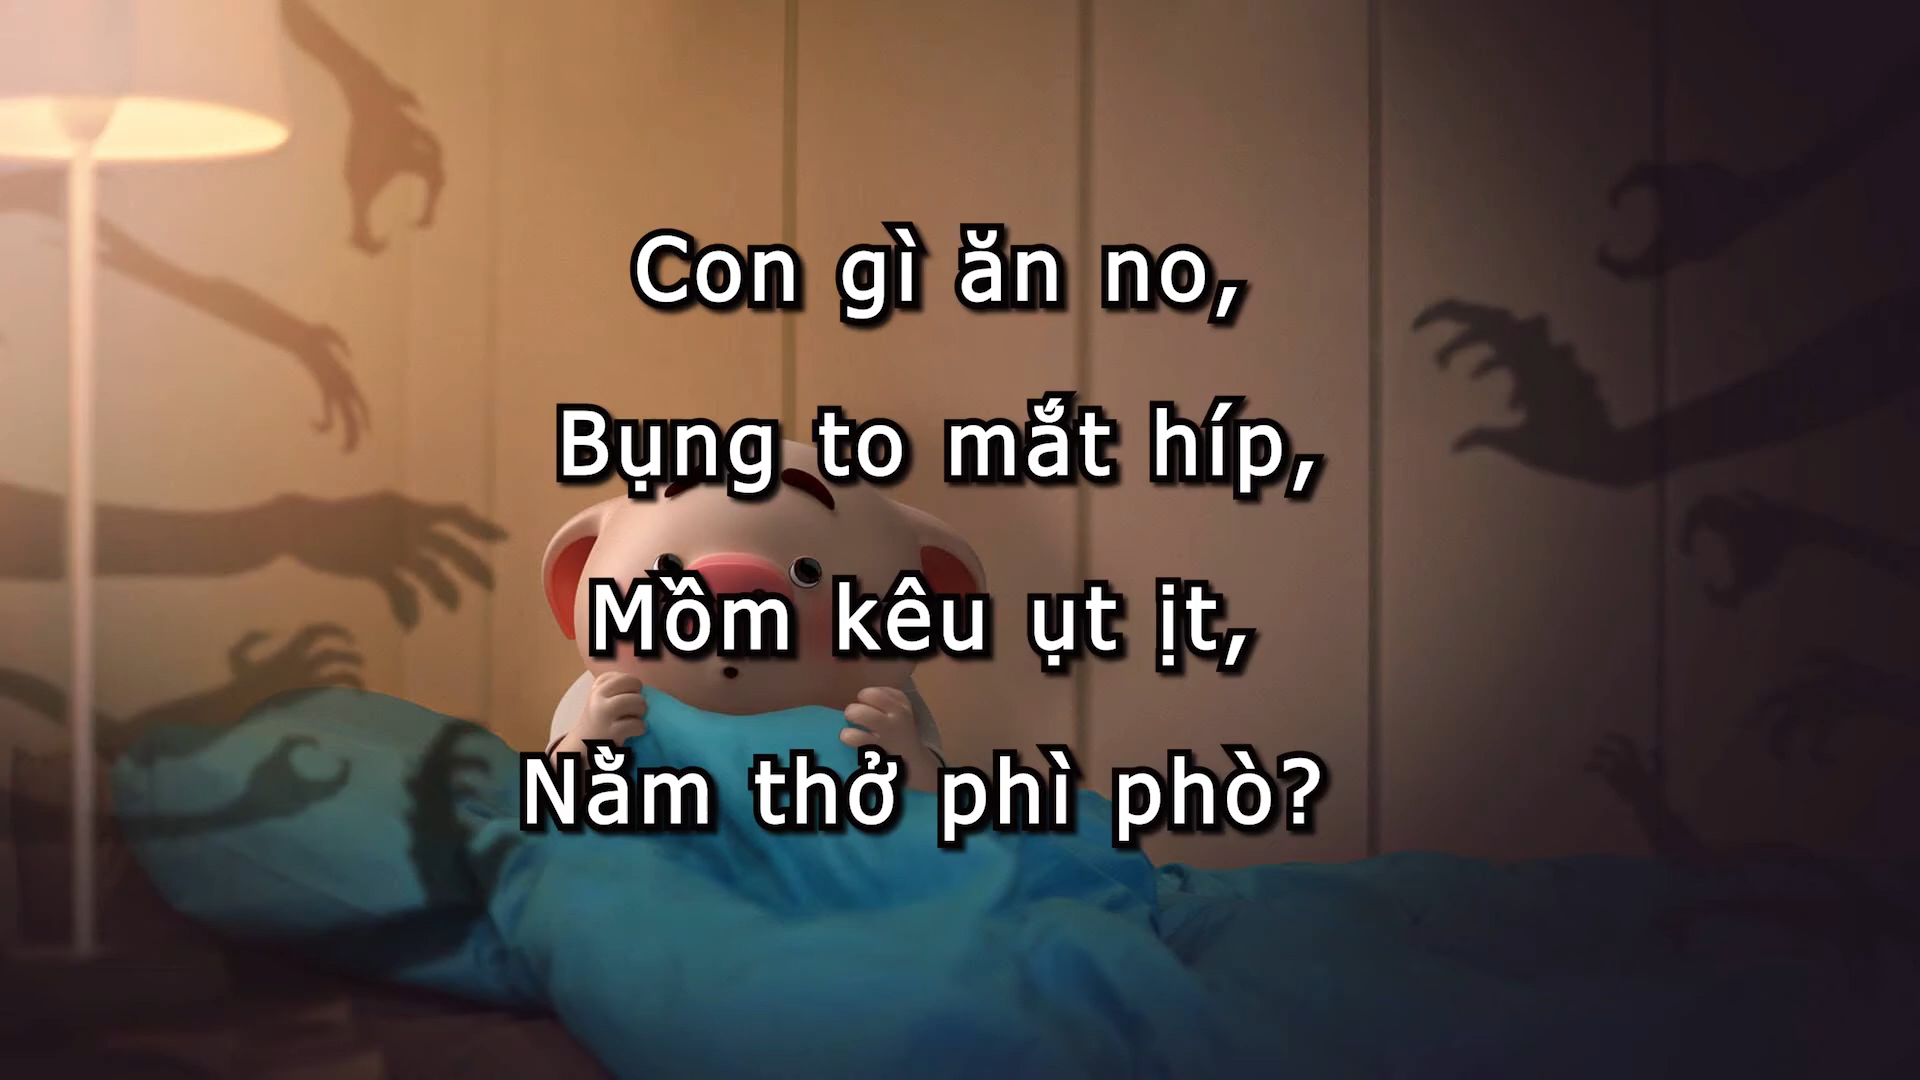 Con gì ăn no,
Bụng to mắt híp,
Mồm kêu ụt ịt,
Nằm thở phì phò?